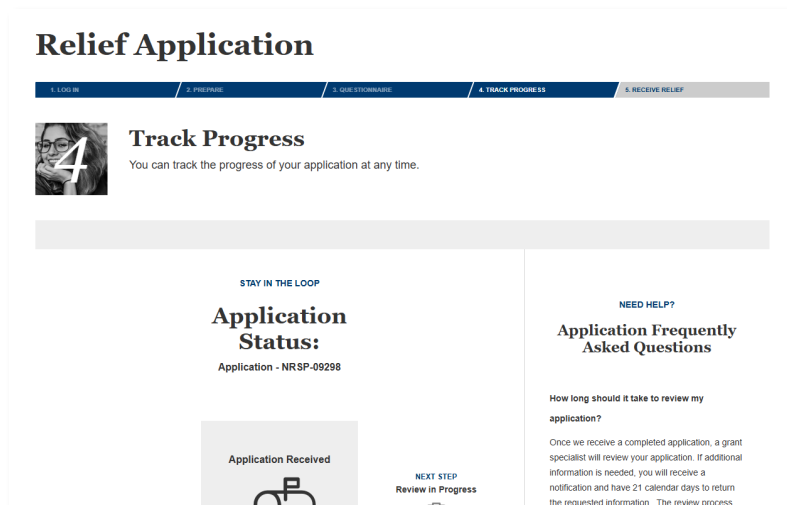 Relief Application
1. LOG IN
2. PREPARE
3. QUESTIONNAIRE
4. TRACK PROGRESS
5. RECEIVE RELIEF
4
Track Progress
You can track the progress of your application at any time.
STAY IN THE LOOP
Application
Status:
Application - NRSP-09298
Application Received
NEXT STEP
Review in Progress
NEED HELP?
Application Frequently
Asked Questions
How long should it take to review my
application?
Once we receive a completed application, a grant
specialist will review your application. If additional
information is needed, you will receive a
notification and have 21 calendar days to return
the requested information. The review process